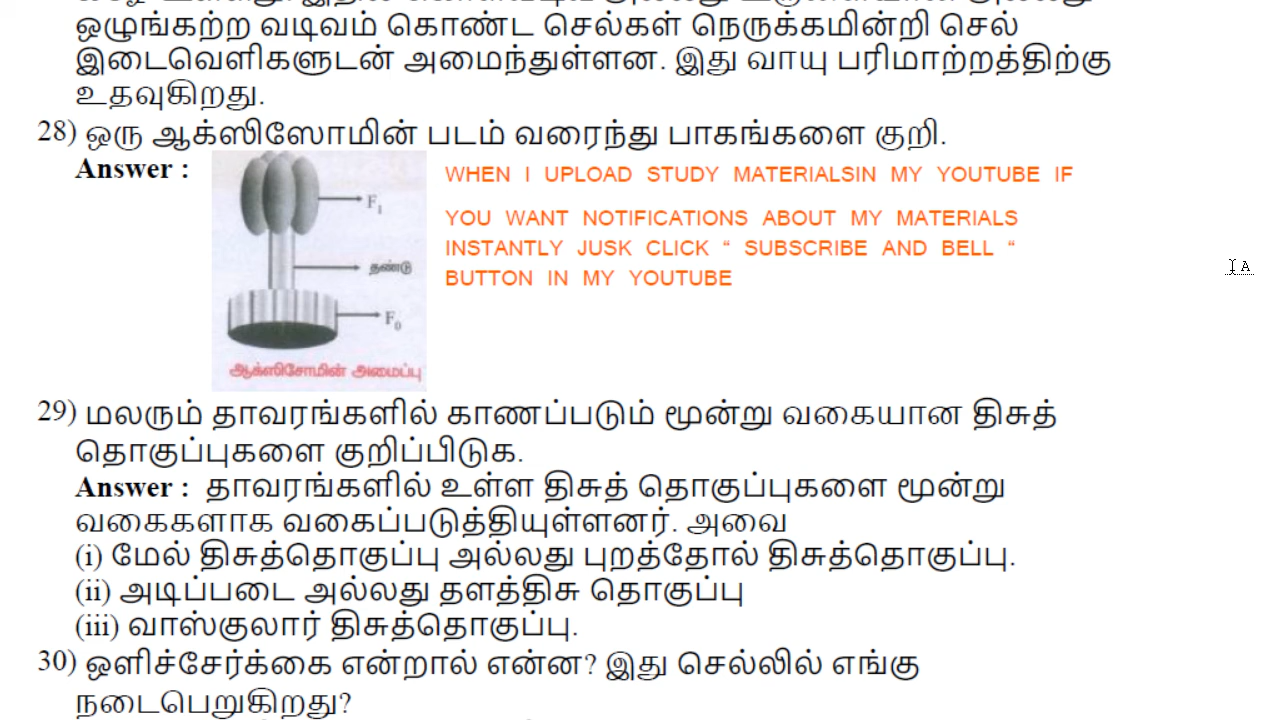 ஒழுங்கற்ற வடிவம் கொண்ட செல்கள் நெருக்கமின்றி செல்
இடைவெளிகளுடன் அமைந்துள்ளன. இது வாயு பரிமாற்றத்திற்கு
உதவுகிறது.
28) ஒரு ஆக்ஸிஸோமின் படம் வரைந்து பாகங்களை குறி.
Answer :
F1
தண்டு
F0
ஆக்ஸிசோமின் அமைப்பு
WHEN I UPLOAD STUDY MATERIALSIN MY YOUTUBE IF
YOU WANT NOTIFICATIONS ABOUT MY MATERIALS
INSTANTLY JUSK CLICK “ SUBSCRIBE AND BELL “
BUTTON IN MY YOUTUBE
A
29) மலரும் தாவரங்களில் காணப்படும் மூன்று வகையான திசுத்
தொகுப்புகளை குறிப்பிடுக.
Answer : தாவரங்களில் உள்ள திசுத் தொகுப்புகளை மூன்று
வகைகளாக வகைப்படுத்தியுள்ளனர். அவை
(i) மேல் திசுத்தொகுப்பு அல்லது புறத்தோல் திசுத்தொகுப்பு.
(ii) அடிப்படை அல்லது தளத்திசு தொகுப்பு
(iii) வாஸ்குலார் திசுத்தொகுப்பு.
30) ஒளிச்சேர்க்கை என்றால் என்ன? இது செல்லில் எங்கு
நடைபெறுகிறது?